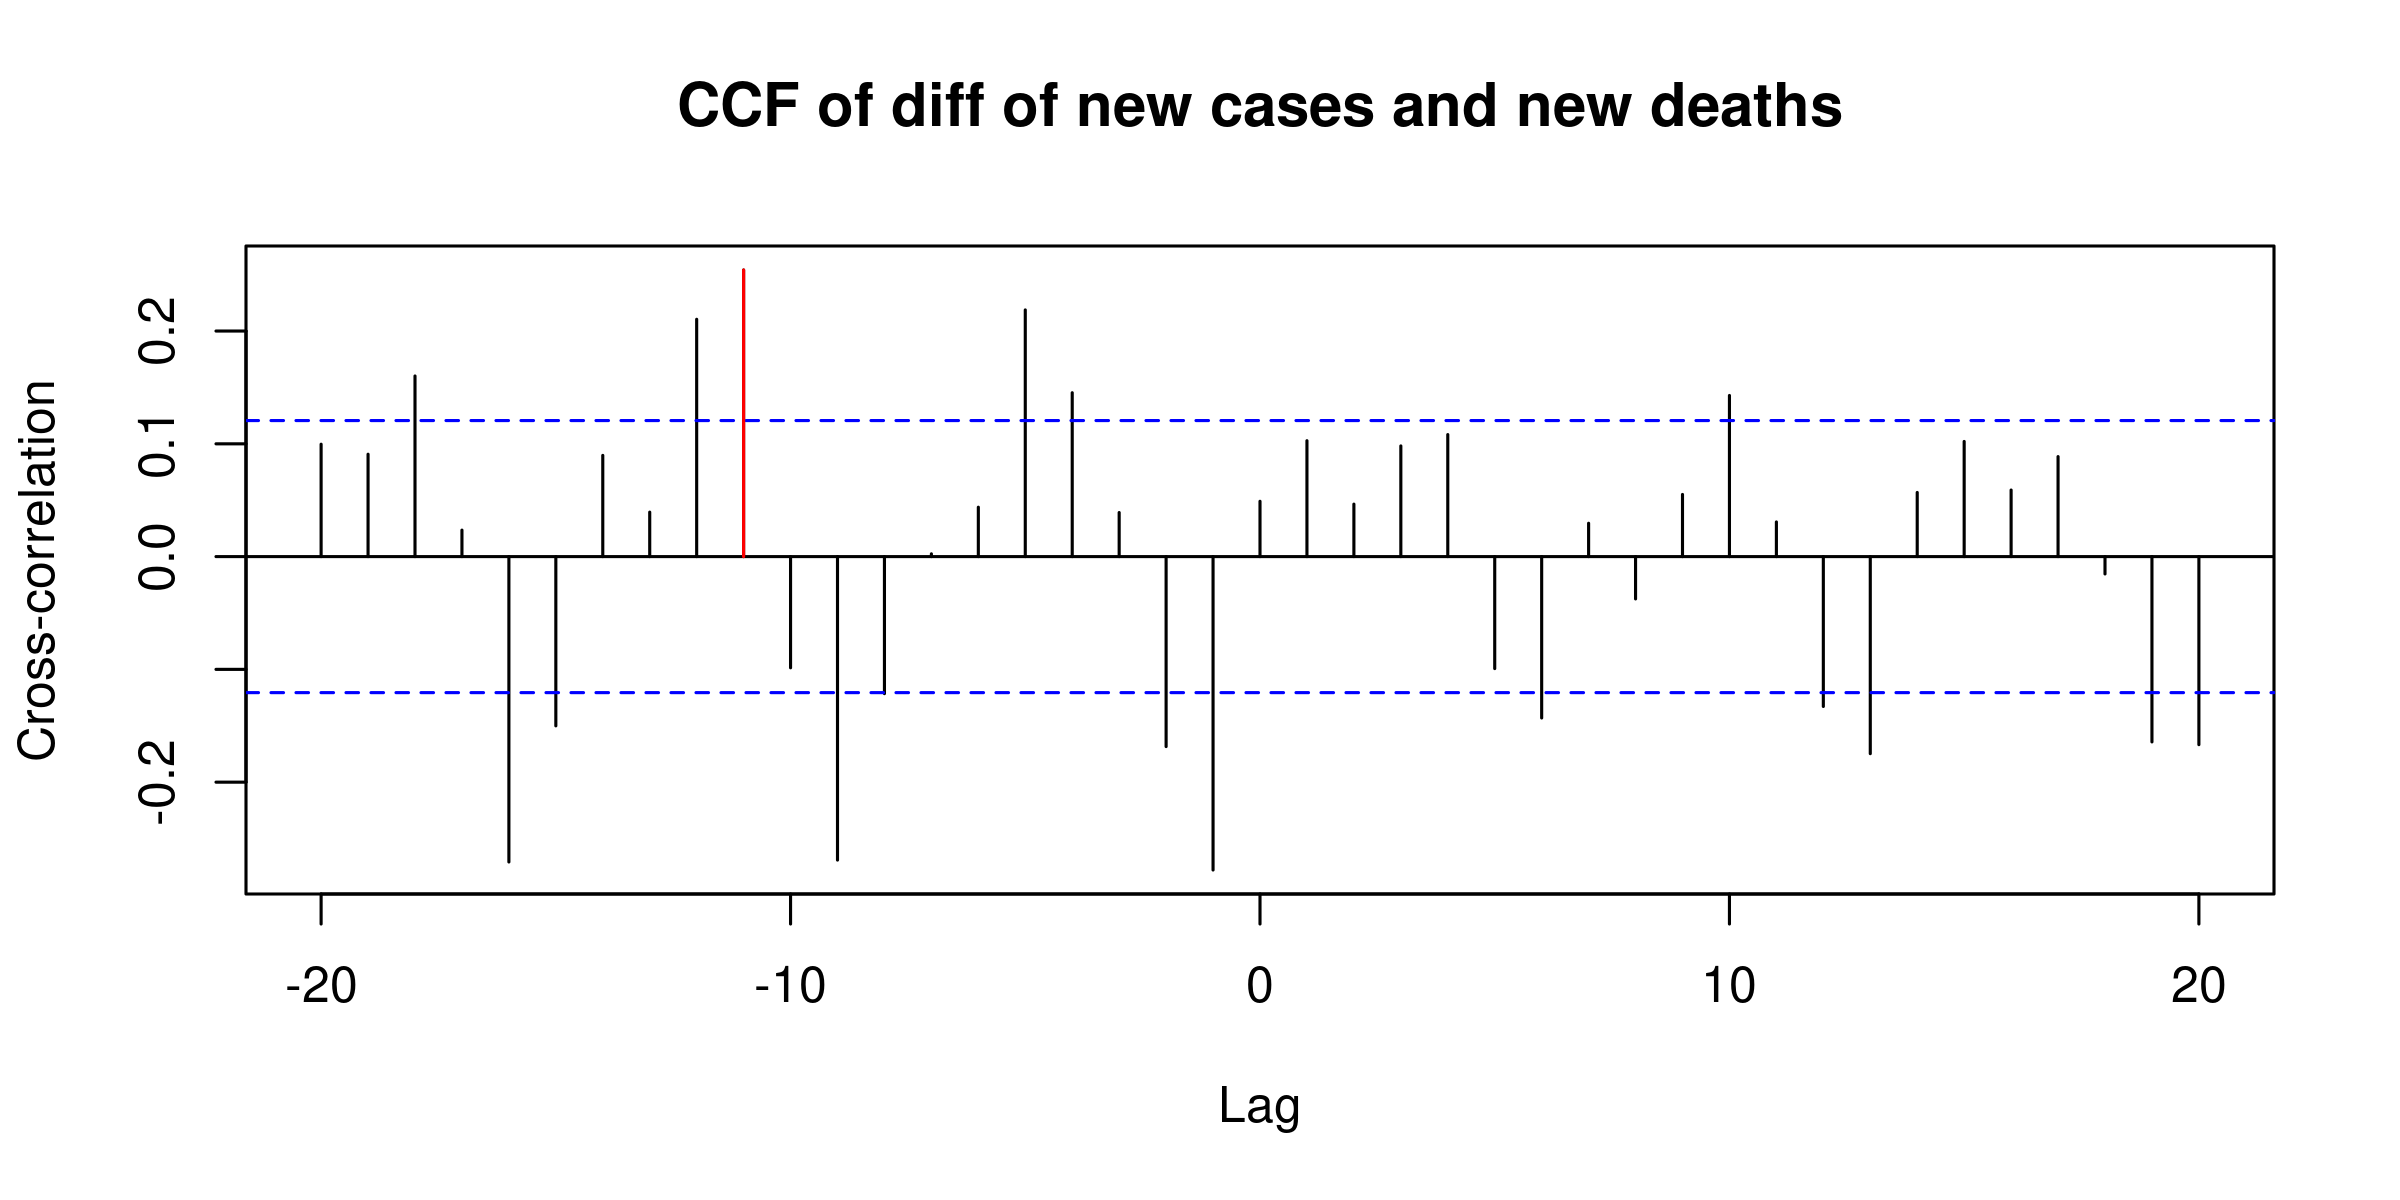 CCF of diff of new cases and new deaths
Cross-correlation
0.2
0.1
0.0
-0.2
-20 -10 0 10 20
Lag